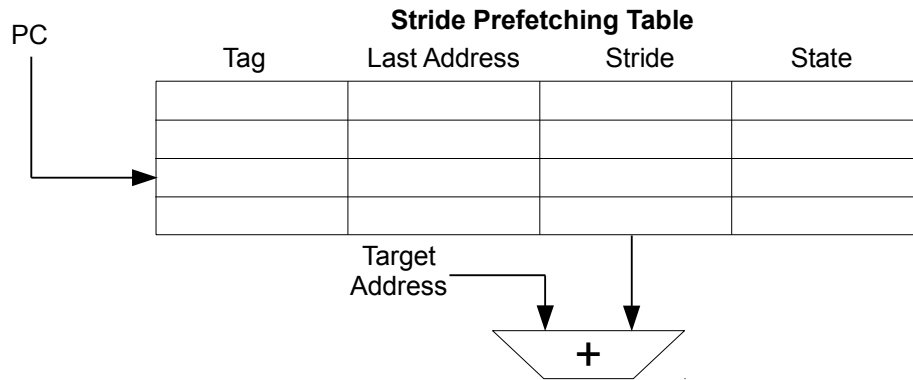 Stride Prefetching Table
PC
Tag Last Address Stride State
Target
Address
+